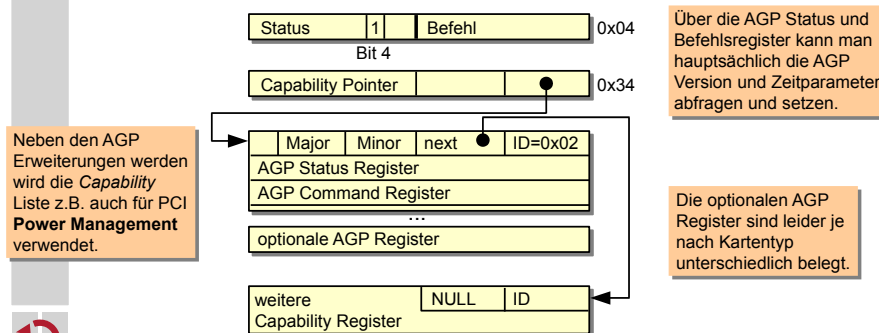 Status 1 Befehl 0x04
Bit 4
Capability Pointer 0x34
Über die AGP Status und
Befehlsregister kann man
hauptsächlich die AGP
Version und Zeitparameter
abfragen und setzen.
Neben den AGP
Erweiterungen werden
wird die Capability
Liste z.B. auch für PCI
Power Management
verwendet.
Major Minor next ID=0x02
AGP Status Register
AGP Command Register
...
optionale AGP Register
Die optionalen AGP
Register sind leider je
nach Kartentyp
unterschiedlich belegt.
weitere NULL ID
Capability Register